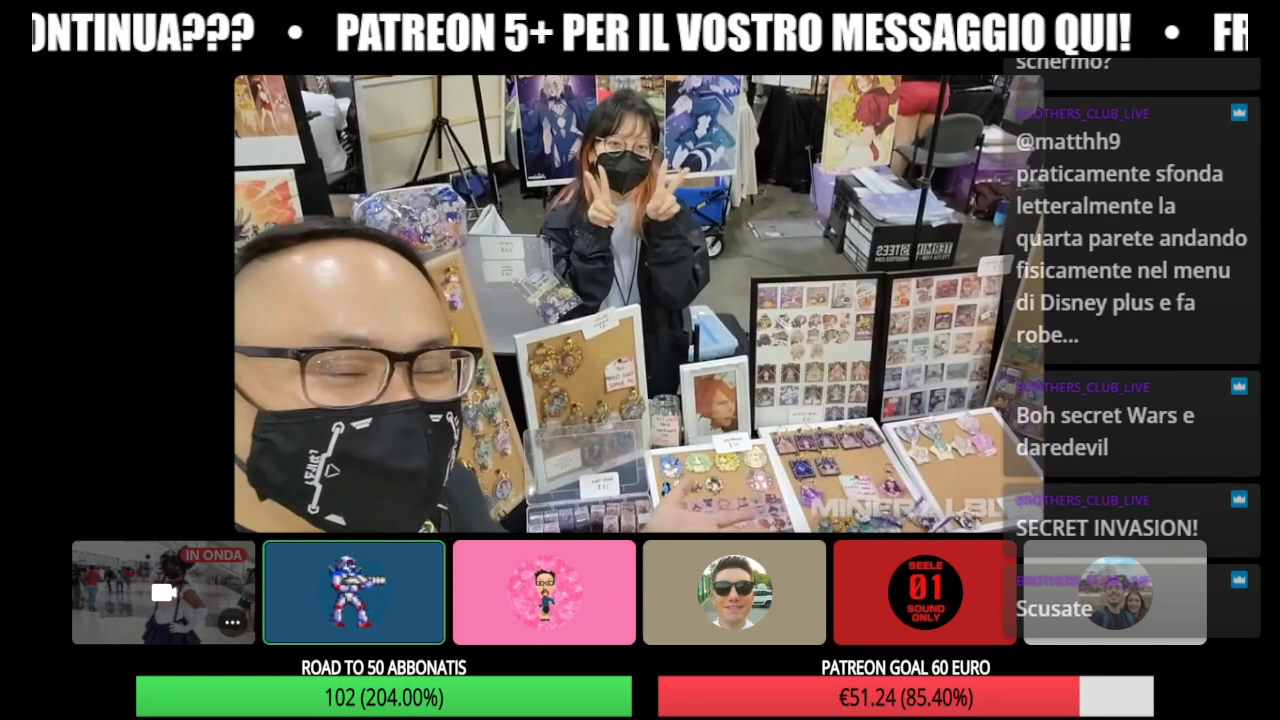 ONTINUA??? • PATREON 5+ PER IL VOSTRO MESSAGGIO QUI! • FR
schermo?
BROTHERS_CLUB_LIVE
@matthh9
praticamente sfonda
letteralmente la
quarta parete andando
fisicamente nel menu
di Disney plus e fa
robe...
BROTHERS_CLUB_LIVE
Boh secret Wars e
daredevil
BROTHERS_CLUB_LIVE
SECRET INVASION!
BROTHERS_CLUB_LIVE
Scusate
MINERALBL
IN ONDA
SEELE
01
SOUND
ONLY
ROAD TO 50 ABBONATIS
102 (204.00%)
PATREON GOAL 60 EURO
€51.24 (85.40%)